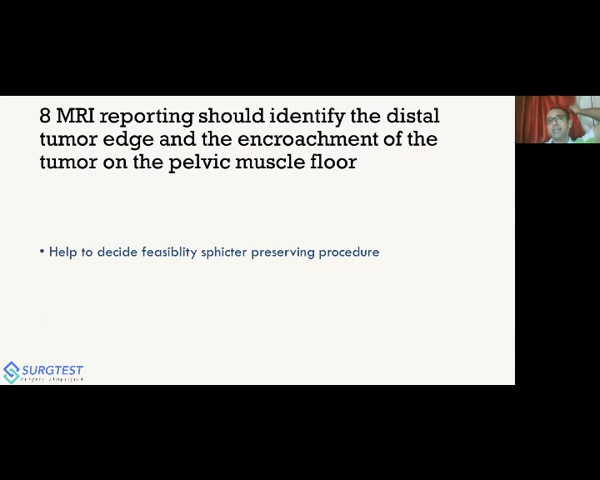 8 MRI reporting should identify the distal
tumor edge and the encroachment of the
tumor on the pelvic muscle floor
• Help to decide feasiblity sphicter preserving procedure
SURGTEST